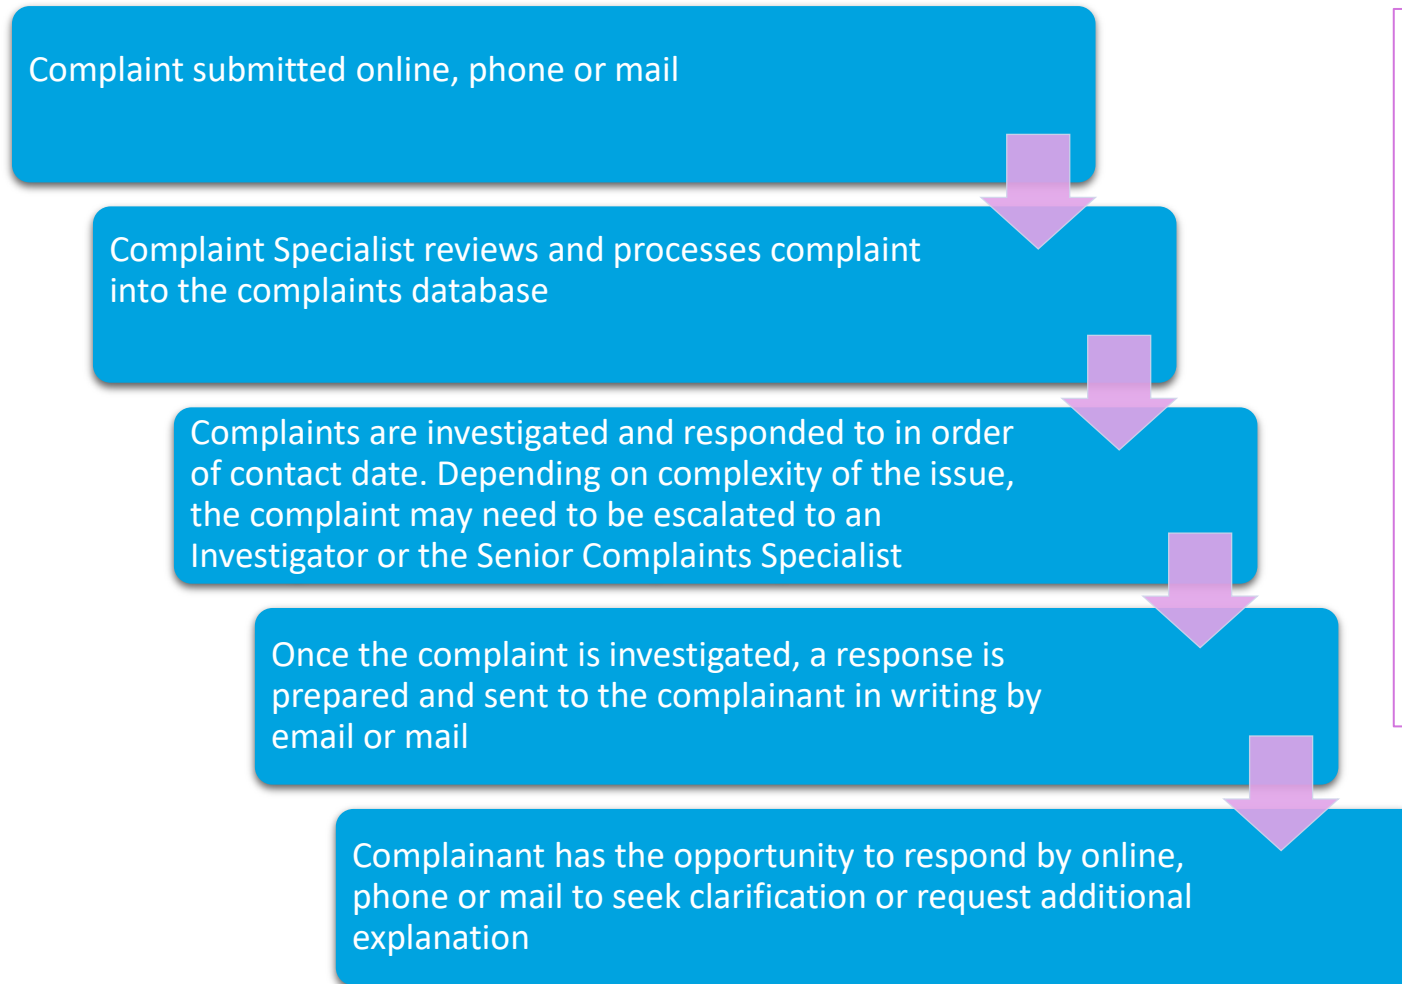 Complaint submitted online, phone or mail
Complaint Specialist reviews and processes complaint
into the complaints database
Complaints are investigated and responded to in order
of contact date. Depending on complexity of the issue,
the complaint may need to be escalated to an
Investigator or the Senior Complaints Specialist
Once the complaint is investigated, a response is
prepared and sent to the complainant in writing by
email or mail
Complainant has the opportunity to respond by online,
phone or mail to seek clarification or request additional
explanation